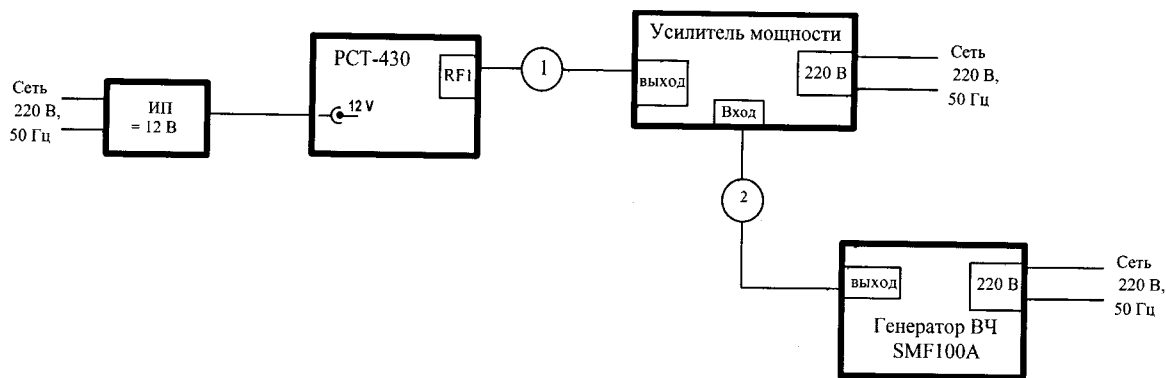 Сеть
220 В,
50 Гц
ИП
= 12 В
РСТ-430
RF1
12 V
1
Усилитель мощности
выход
220 В
Вход
Сеть
220 В,
50 Гц
2
выход
220 В
Генератор ВЧ
SMF100A
Сеть
220 В,
50 Гц